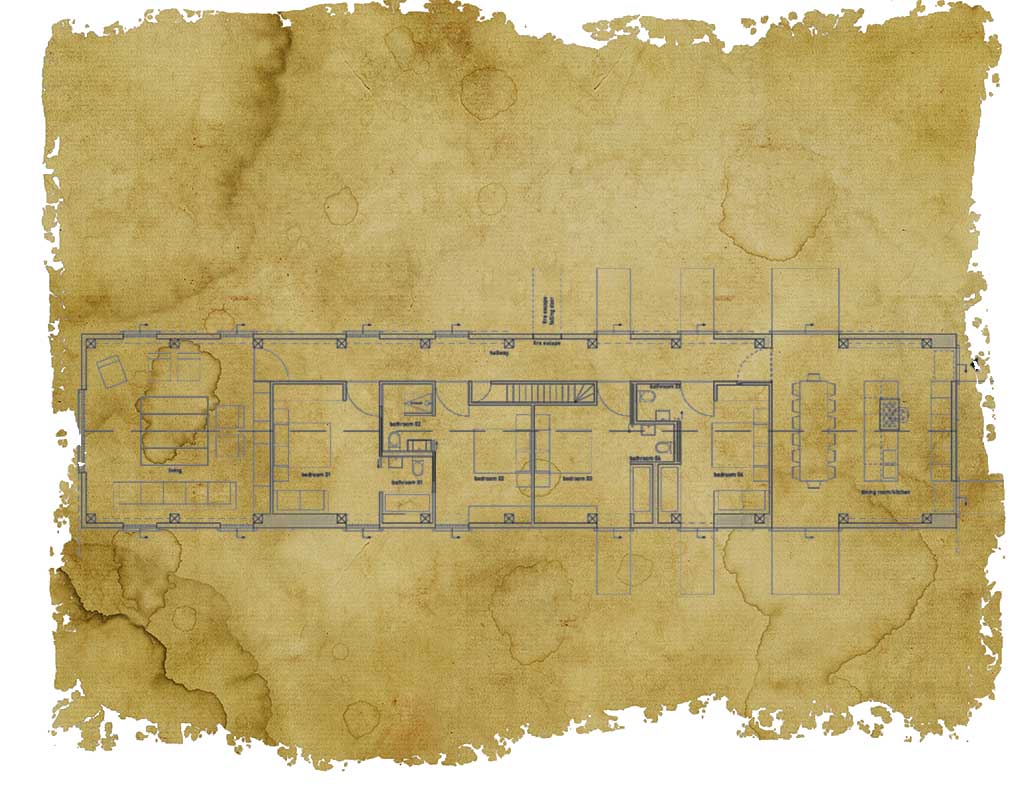 fire escape
folding door
fire escape
hallway
bathroom 03
bathroom 02
bathroom 04
living
bedroom 01
bathroom 01
bedroom 02
bedroom 03
bedroom 04
dining room/kitchen